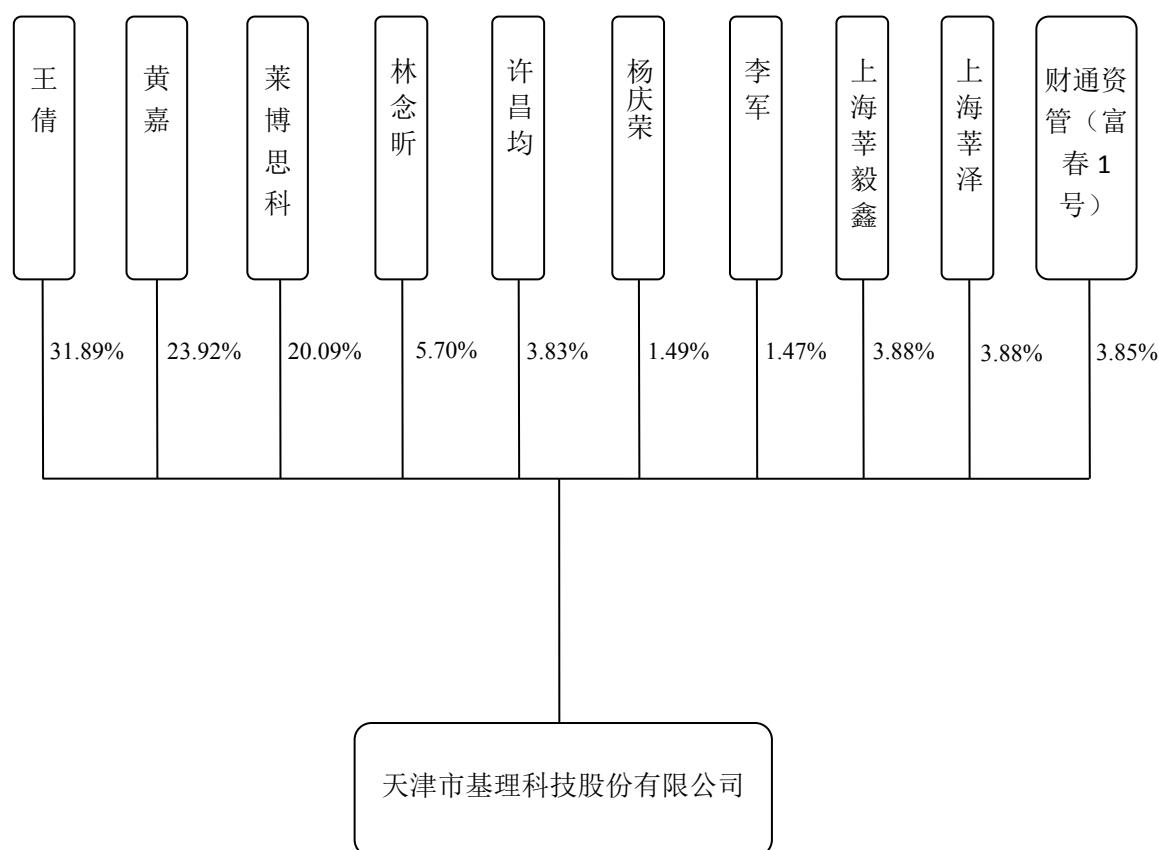 王倩
黄嘉
莱博思科
林念昕
许昌均
杨庆荣
李军
上海莘毅鑫
上海莘泽
财通资
管（富
春 1
号）
31.89%
23.92%
20.09%
5.70%
3.83%
1.49%
1.47%
3.88%
3.88%
3.85%
天津市基理科技股份有限公司